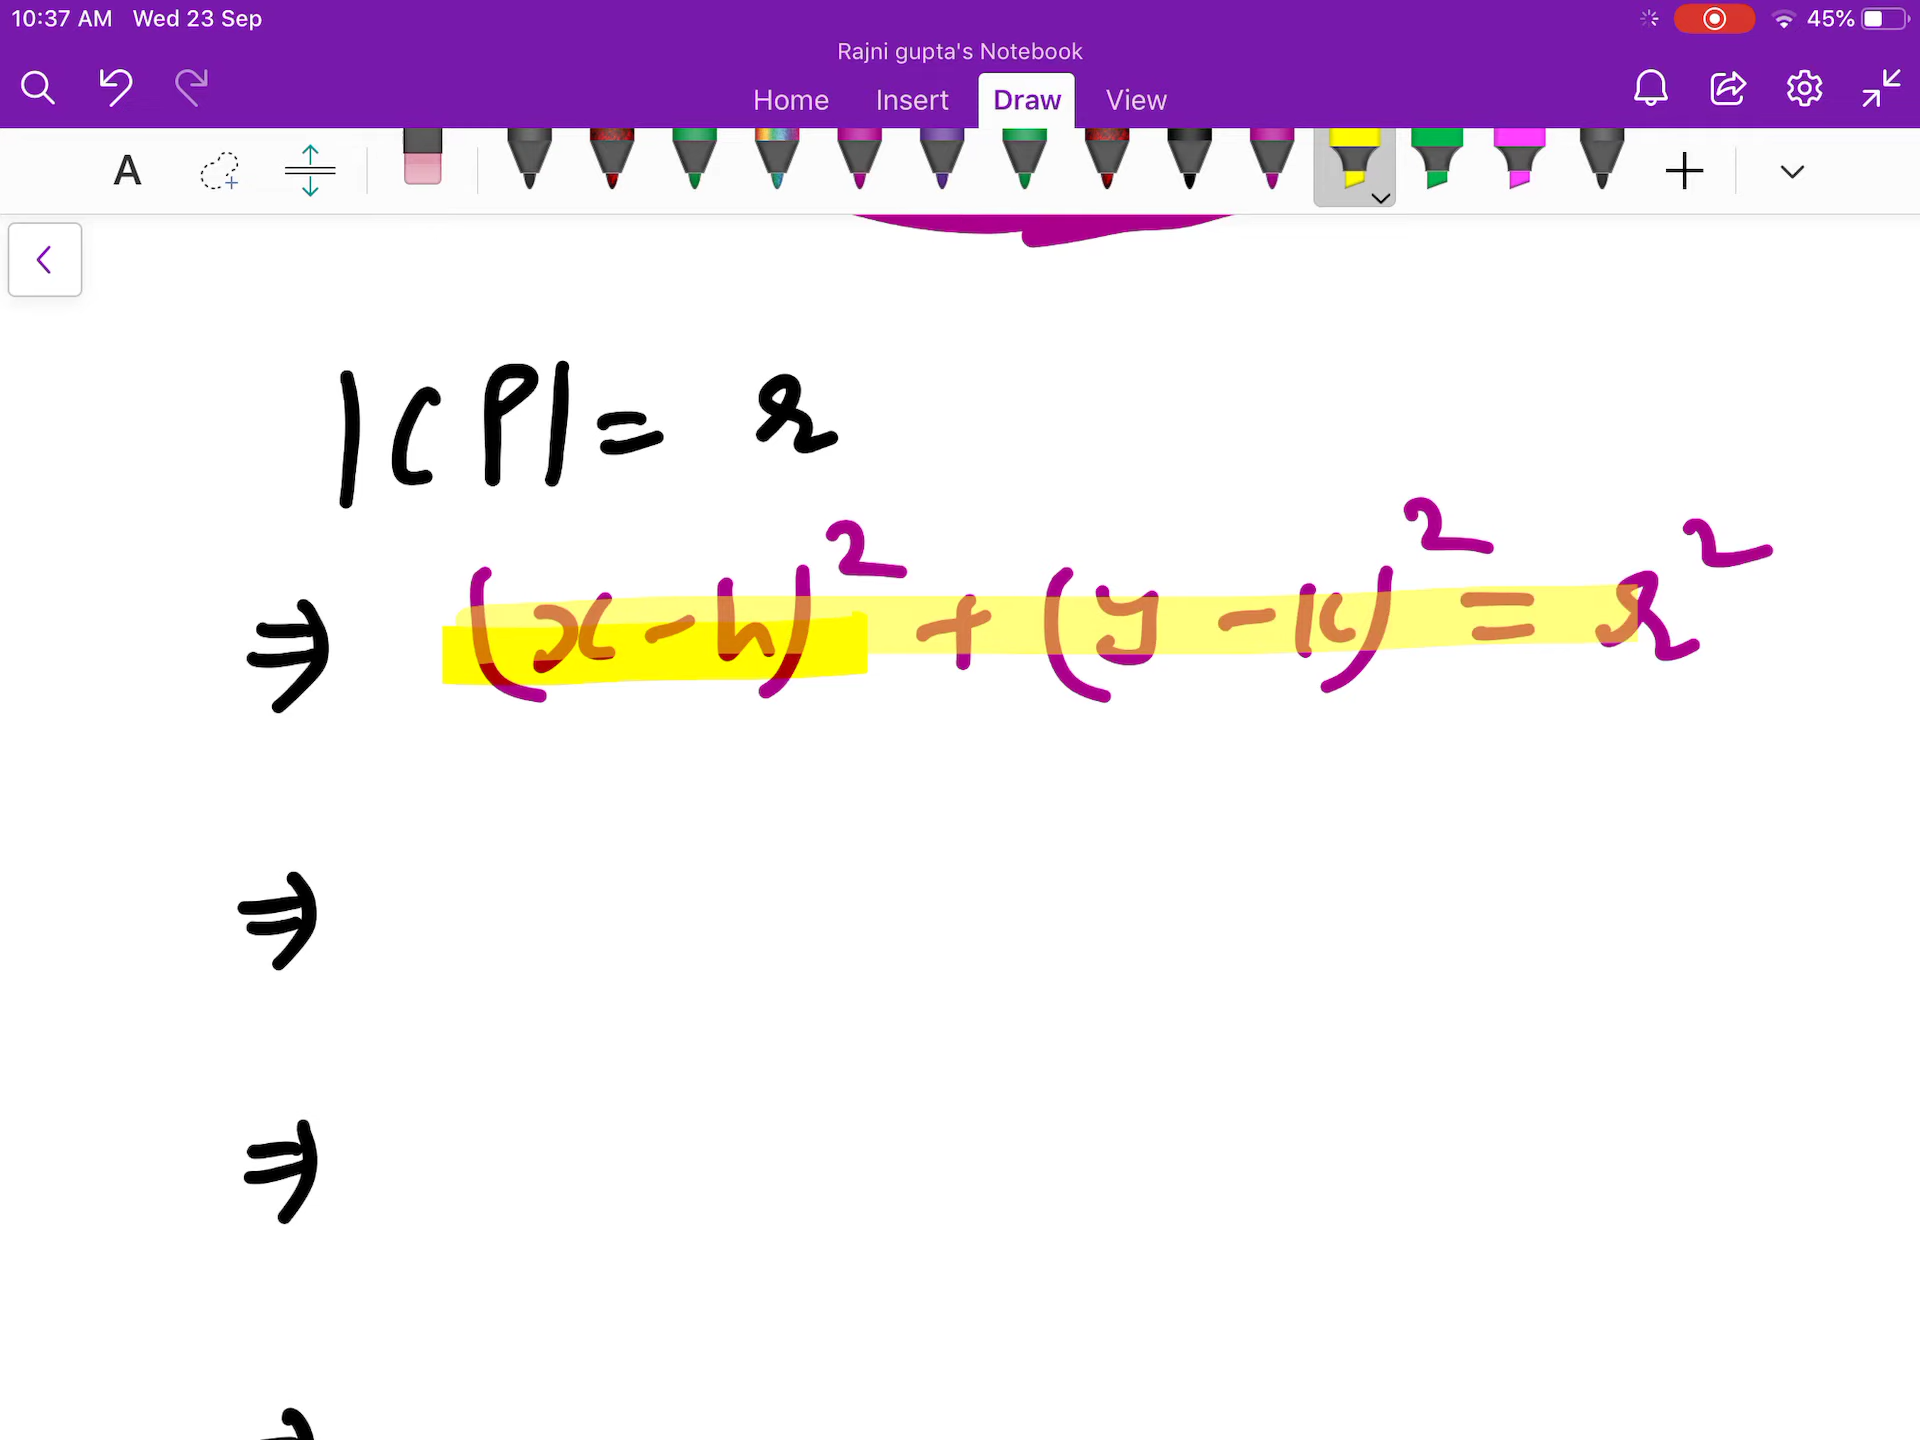 10:37 AM Wed 23 Sep
45%
Rajni gupta's Notebook
Home Insert Draw View
A
|CP| = r
⇒ (x - h)² + (y - k)² = r²
⇒
⇒